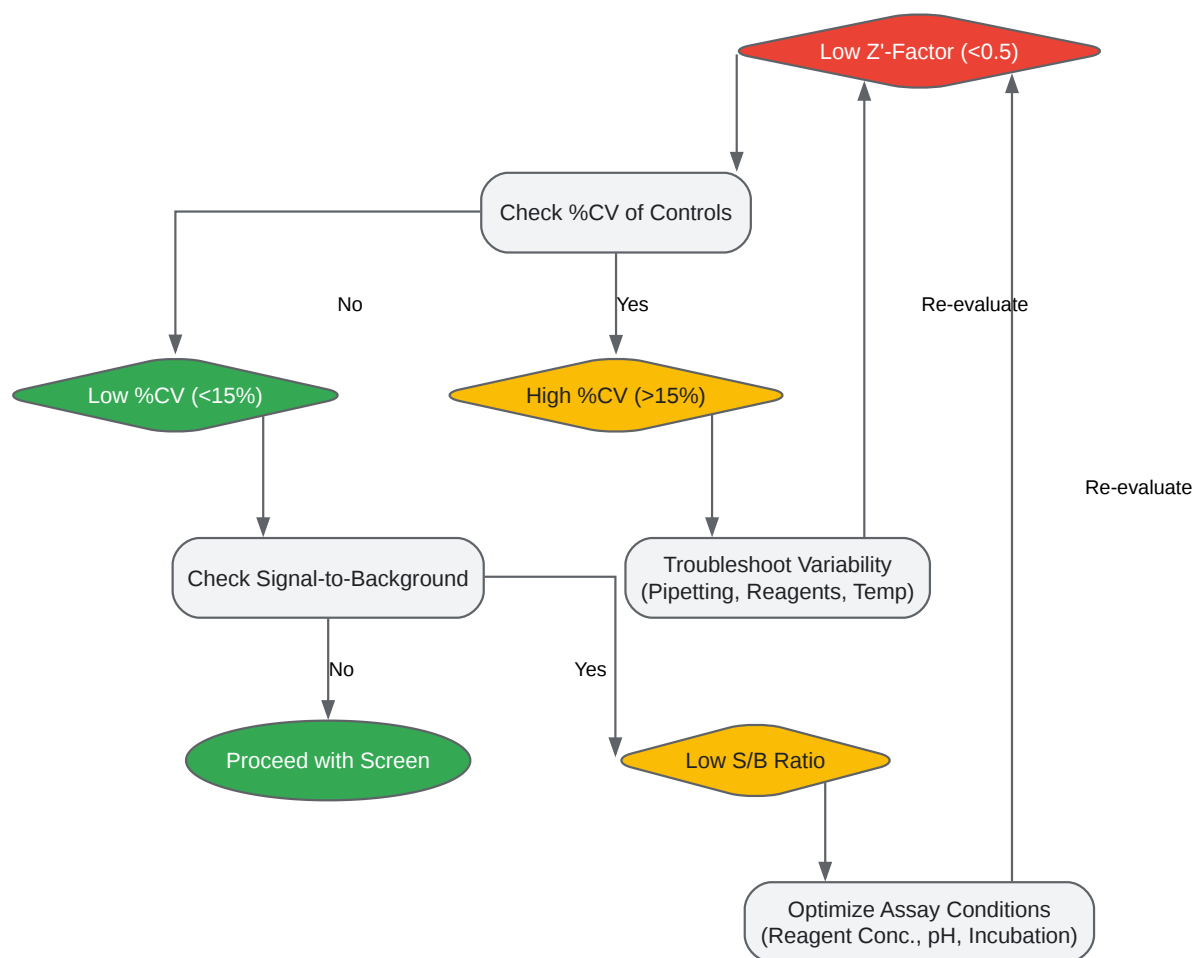 Low Z'-Factor (<0.5)
Check %CV of Controls
No
Yes
Re-evaluate
Low %CV (<15%)
High %CV (>15%)
Re-evaluate
Check Signal-to-Background
Troubleshoot Variability
(Pipetting, Reagents, Temp)
No
Yes
Proceed with Screen
Low S/B Ratio
Optimize Assay Conditions
(Reagent Conc., pH, Incubation)